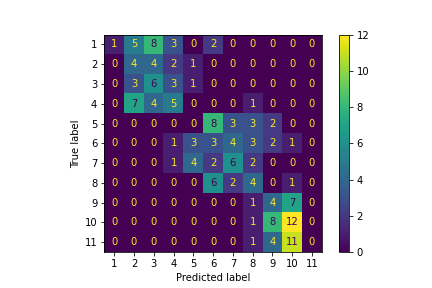 1 1 5 8 3 0 2 0 0 0 0 0
2 0 4 4 2 1 0 0 0 0 0 0
3 0 3 6 3 1 0 0 0 0 0 0
4 0 7 4 5 0 0 0 1 0 0 0
5 0 0 0 0 0 8 3 3 2 0 0
6 0 0 0 1 3 3 4 3 2 1 0
7 0 0 0 1 4 2 6 2 0 0 0
8 0 0 0 0 0 6 2 4 0 1 0
9 0 0 0 0 0 0 0 1 4 7 0
10 0 0 0 0 0 0 0 1 8 12 0
11 0 0 0 0 0 0 0 1 4 11 0
1 2 3 4 5 6 7 8 9 10 11
Predicted label
True label
12
10
8
6
4
2
0